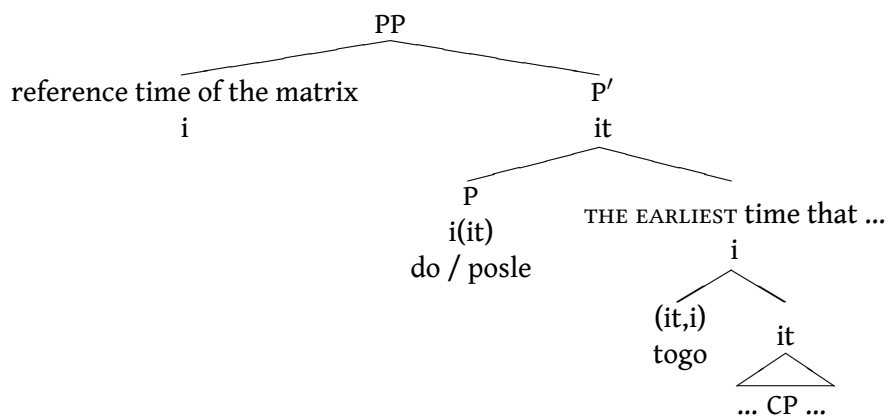 PP
reference time of the matrix
i
P′
it
P
i(it)
do / posle
THE EARLIEST time that ...
i
(it,i)
togo
it
... CP ...